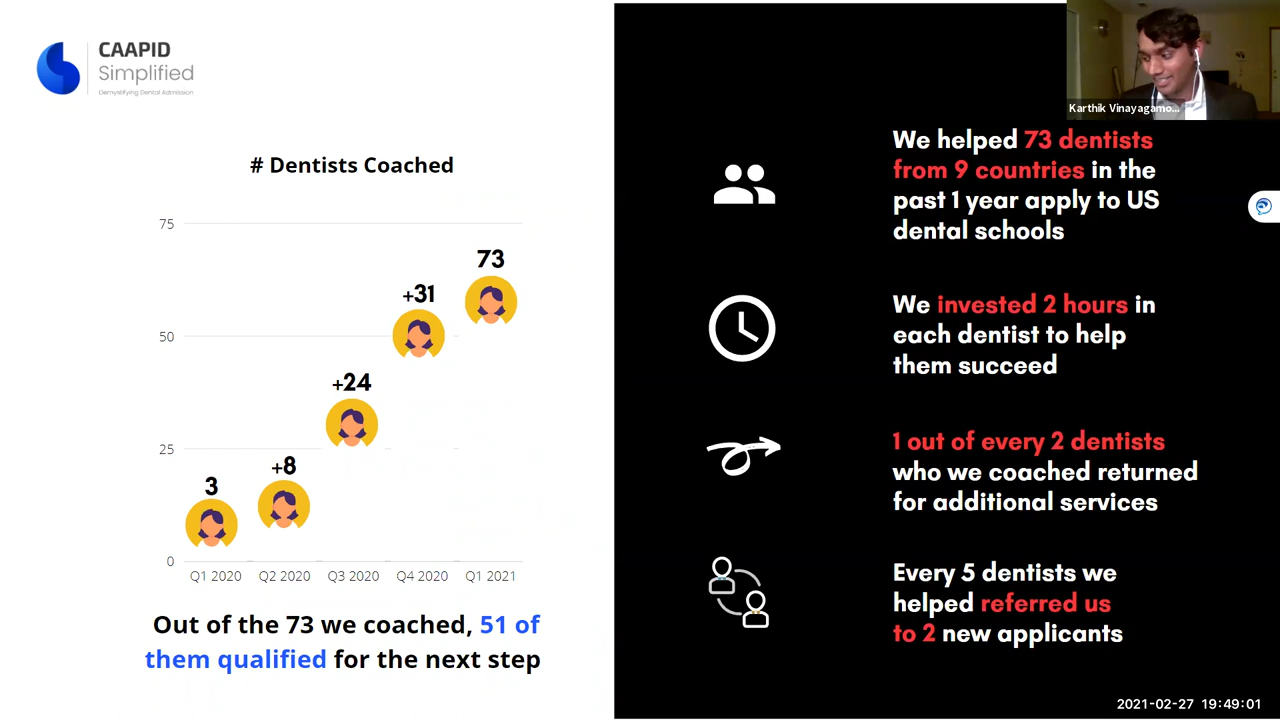 CAAPID
Simplified
Demystifying Dental Admission
# Dentists Coached
75
50
25
0
3
+8
+24
+31
73
Q1 2020
Q2 2020
Q3 2020
Q4 2020
Q1 2021
Out of the 73 we coached, 51 of
them qualified for the next step
Karthik Vinayagamo...
We helped 73 dentists
from 9 countries in the
past 1 year apply to US
dental schools
We invested 2 hours in
each dentist to help
them succeed
1 out of every 2 dentists
who we coached returned
for additional services
Every 5 dentists we
helped referred us
to 2 new applicants
2021-02-27 19:49:01